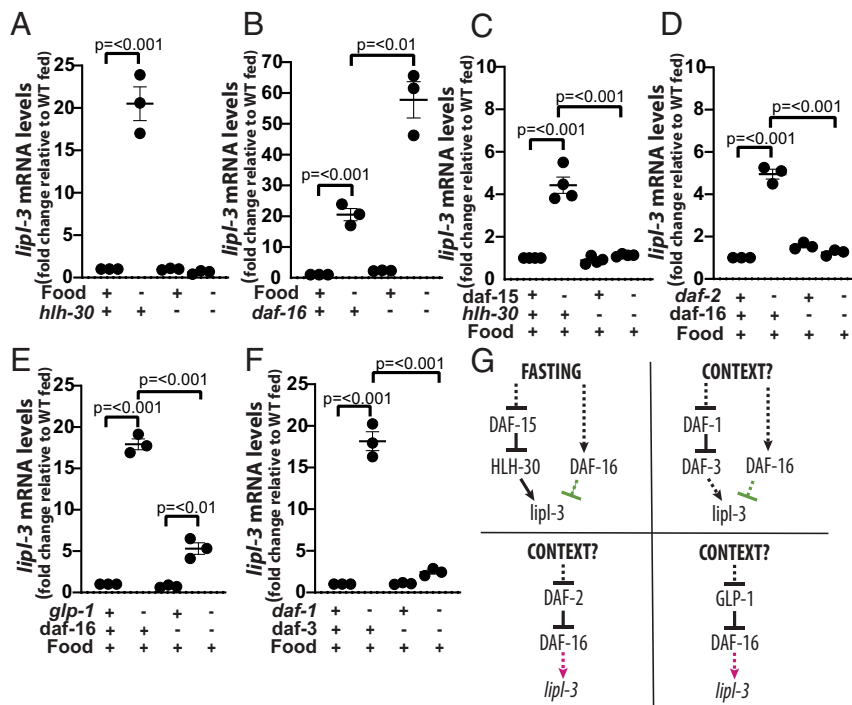 A
lipl-3 mRNA levels
(fold change relative to WT fed)
p=<0.001
25
20
15
10
5
1
0
Food + - + -
hlh-30 + + - -
B
lipl-3 mRNA levels
(fold change relative to WT fed)
p=<0.01
p=<0.001
70
60
50
40
30
20
10
0
Food + - + -
daf-16 + + - -
C
lipl-3 mRNA levels
(fold change relative to WT fed)
p=<0.001
p=<0.001
10
8
6
4
2
1
0
daf-15 + - + -
hlh-30 + + - -
Food + + + +
D
lipl-3 mRNA levels
(fold change relative to WT fed)
p=<0.001
p=<0.001
10
8
6
4
2
1
0
daf-2 + - + -
daf-16 + + - -
Food + + + +
E
lipl-3 mRNA levels
(fold change relative to WT fed)
p=<0.001
p=<0.001
p=<0.01
25
20
15
10
5
1
0
glp-1 + - + -
daf-16 + + - -
Food + + + +
F
lipl-3 mRNA levels
(fold change relative to WT fed)
p=<0.001
p=<0.001
25
20
15
10
5
1
0
daf-1 + - + -
daf-3 + + - -
Food + + + +
G
FASTING
DAF-15
HLH-30 DAF-16
lipl-3
CONTEXT?
DAF-1
DAF-3 DAF-16
lipl-3
CONTEXT?
DAF-2
DAF-16
lipl-3
CONTEXT?
GLP-1
DAF-16
lipl-3